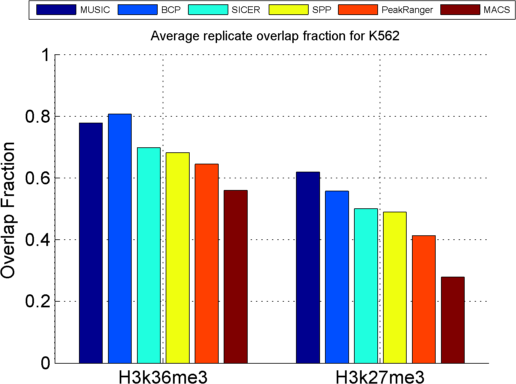 MUSIC BCP SICER SPP PeakRanger MACS
Average replicate overlap fraction for K562
Overlap Fraction
1
0.8
0.6
0.4
0.2
0
H3k36me3 H3k27me3